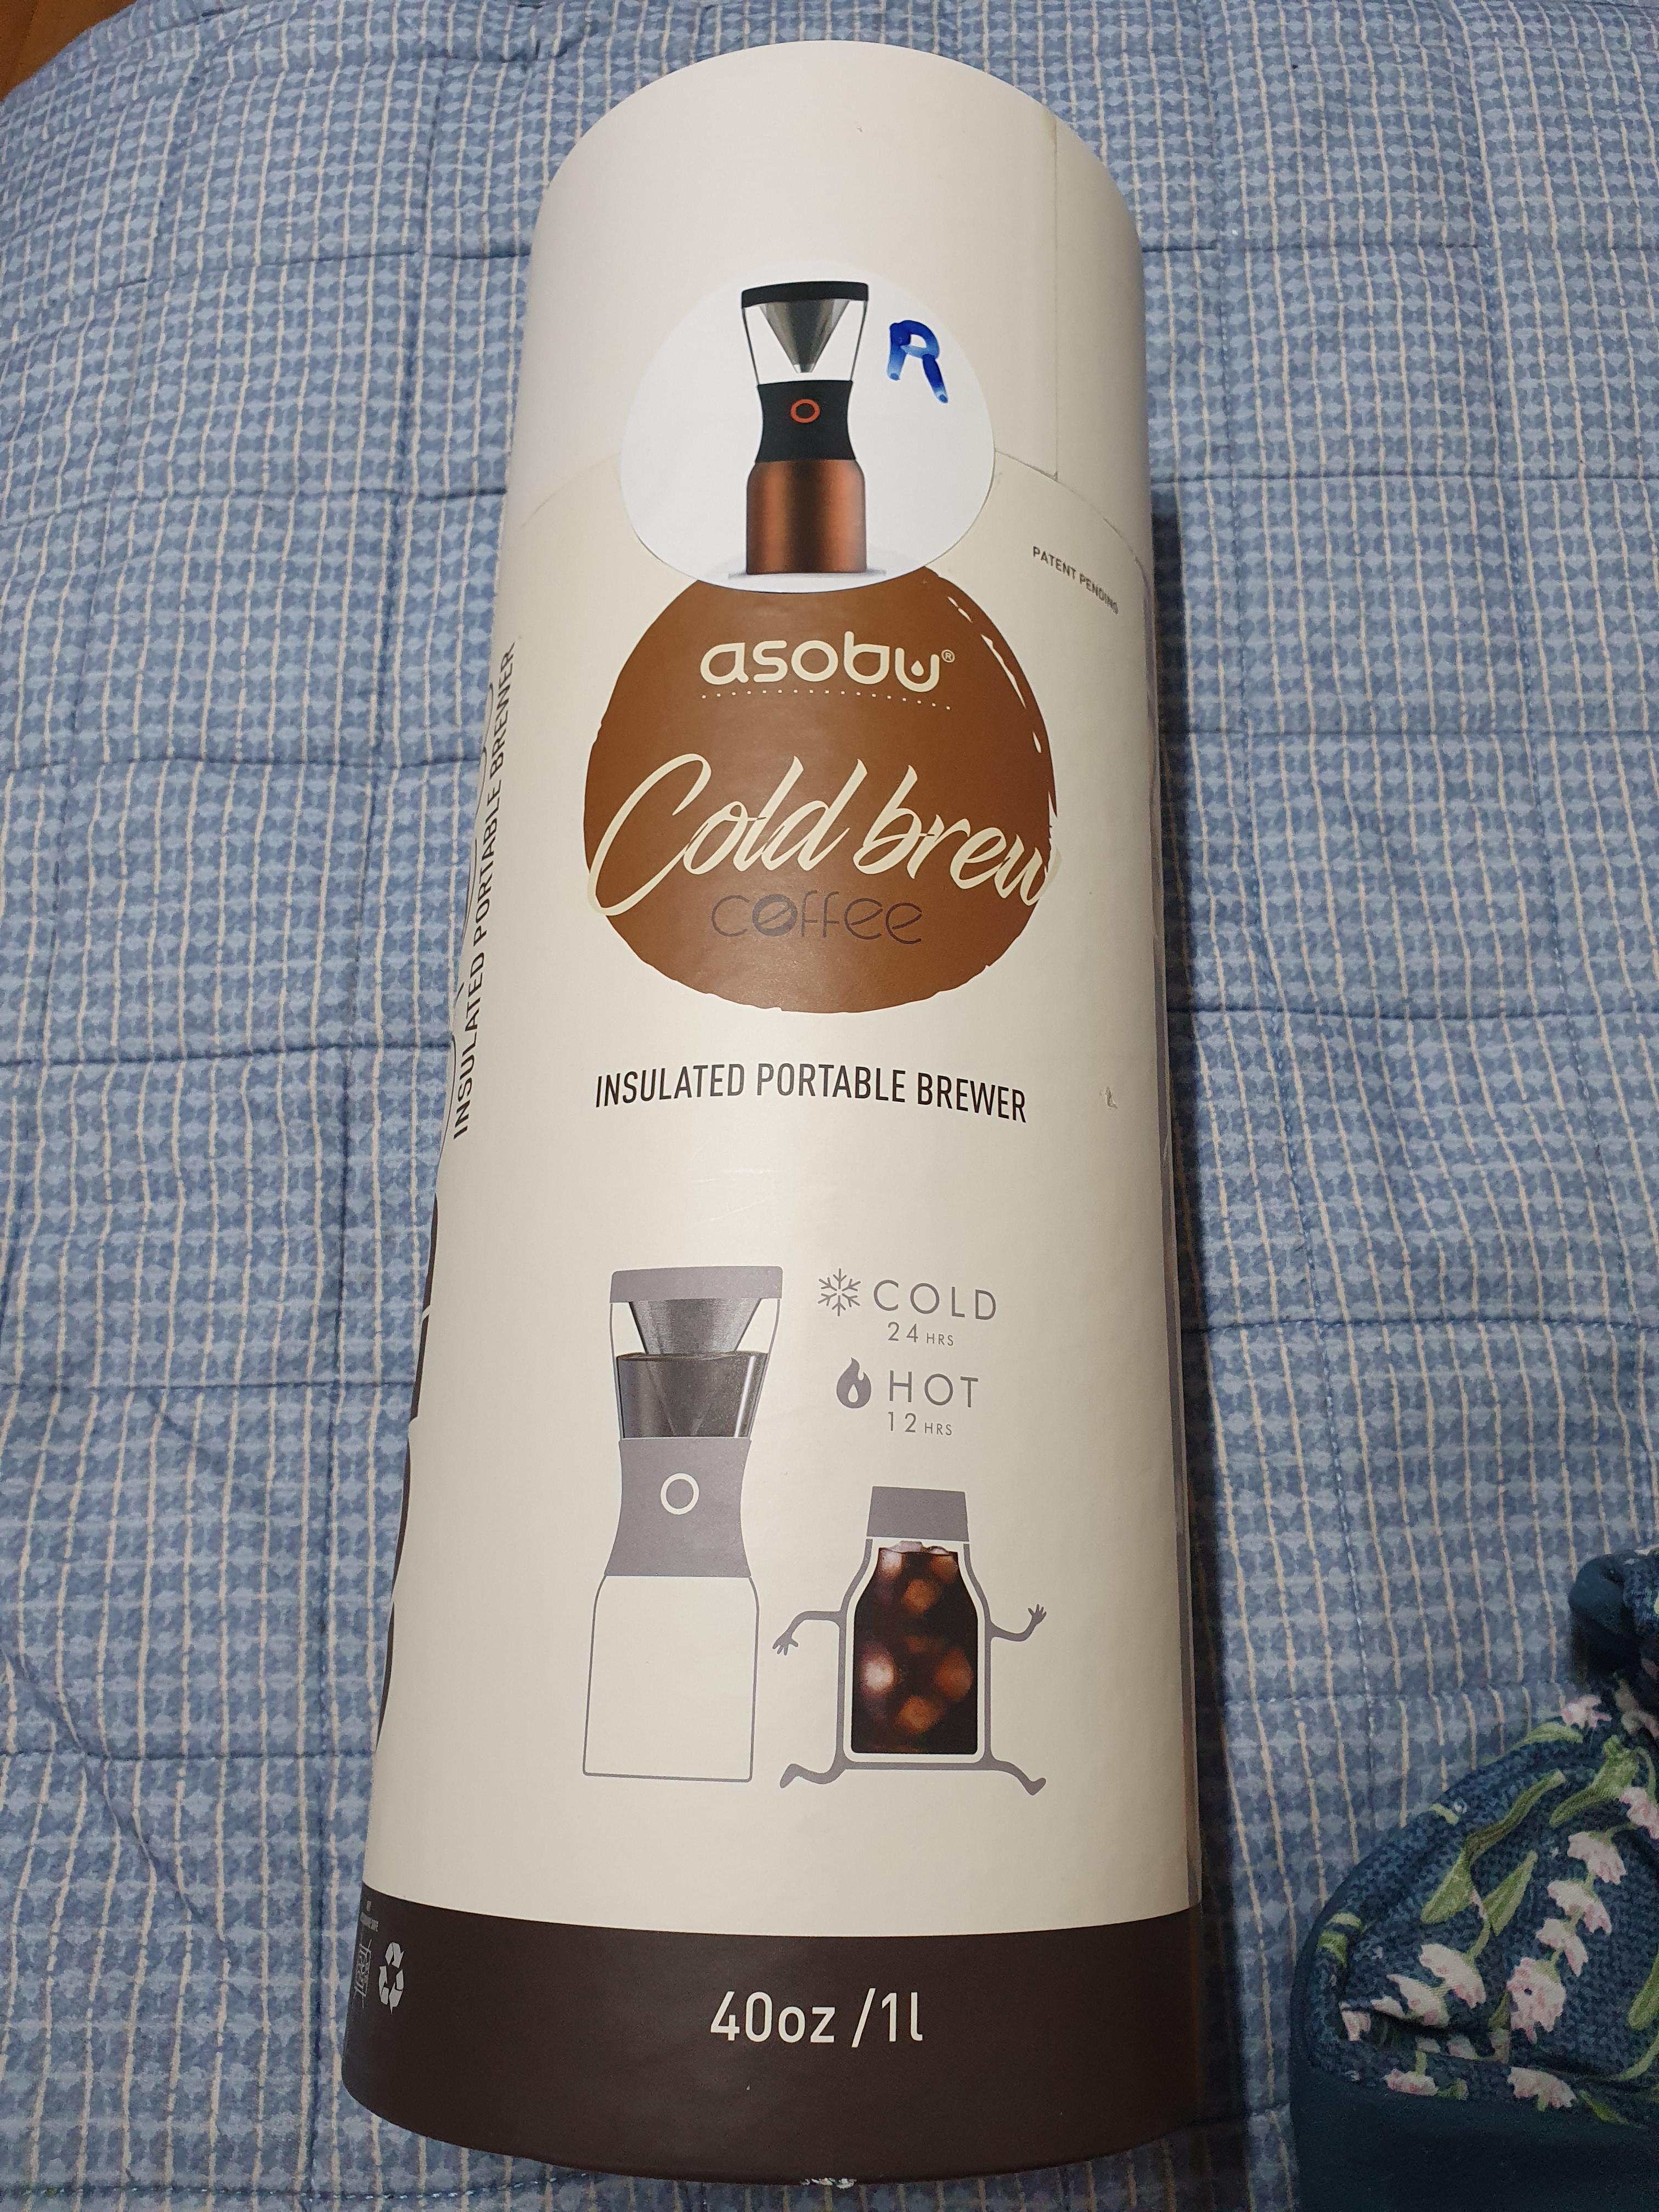 R
PATENT PENDING
asobu®
Cold brew
coffee
INSULATED PORTABLE BREWER
INSULATED PORTABLE BREWER
COLD
24 HRS
HOT
12 HRS
40oz /1l